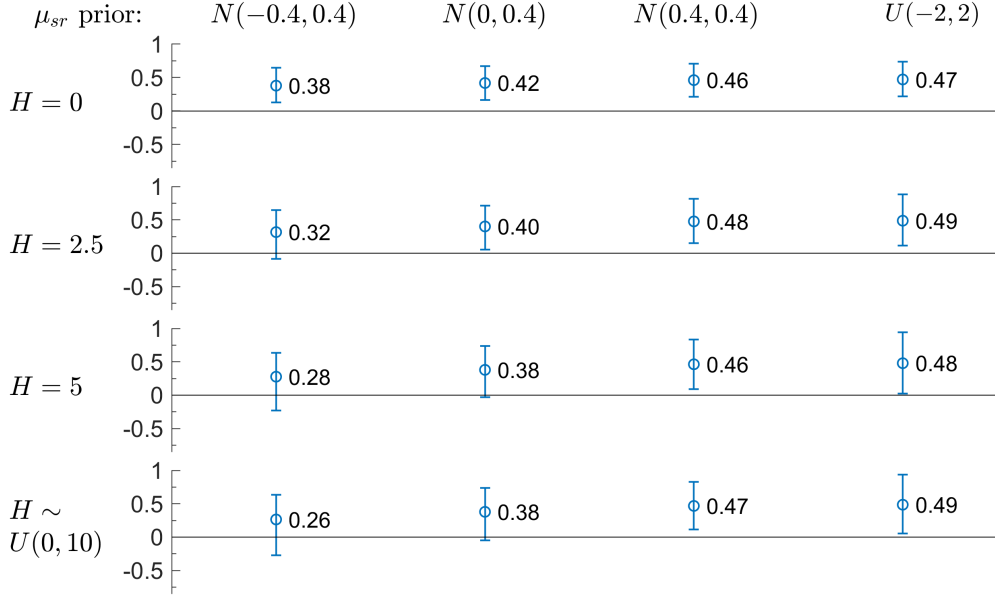 μsr prior: N(−0.4, 0.4) N(0, 0.4) N(0.4, 0.4) U(−2, 2)
1
0.5
0
-0.5
H = 0
0.38 0.42 0.46 0.47
1
0.5
0
-0.5
H = 2.5
0.32 0.40 0.48 0.49
1
0.5
0
-0.5
H = 5
0.28 0.38 0.46 0.48
1
0.5
0
-0.5
H ∼
U(0, 10)
0.26 0.38 0.47 0.49